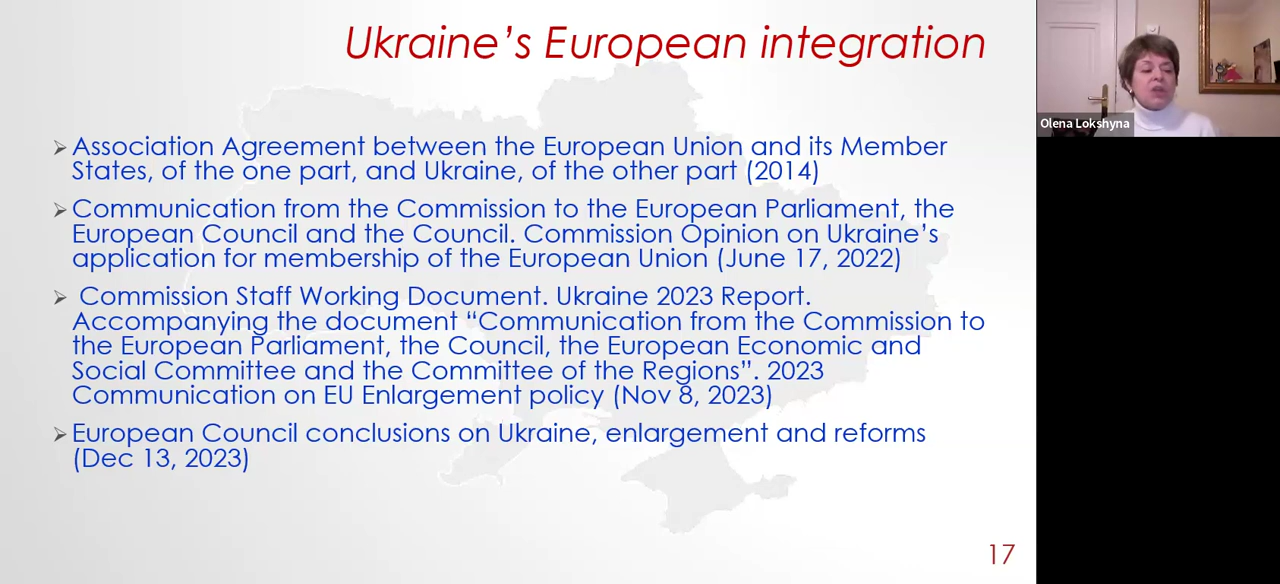 Ukraine’s European integration
Olena Lokshyna
➢ Association Agreement between the European Union and its Member
States, of the one part, and Ukraine, of the other part (2014)
➢ Communication from the Commission to the European Parliament, the
European Council and the Council. Commission Opinion on Ukraine’s
application for membership of the European Union (June 17, 2022)
➢ Commission Staff Working Document. Ukraine 2023 Report.
Accompanying the document “Communication from the Commission to
the European Parliament, the Council, the European Economic and
Social Committee and the Committee of the Regions”. 2023
Communication on EU Enlargement policy (Nov 8, 2023)
➢ European Council conclusions on Ukraine, enlargement and reforms
(Dec 13, 2023)
17